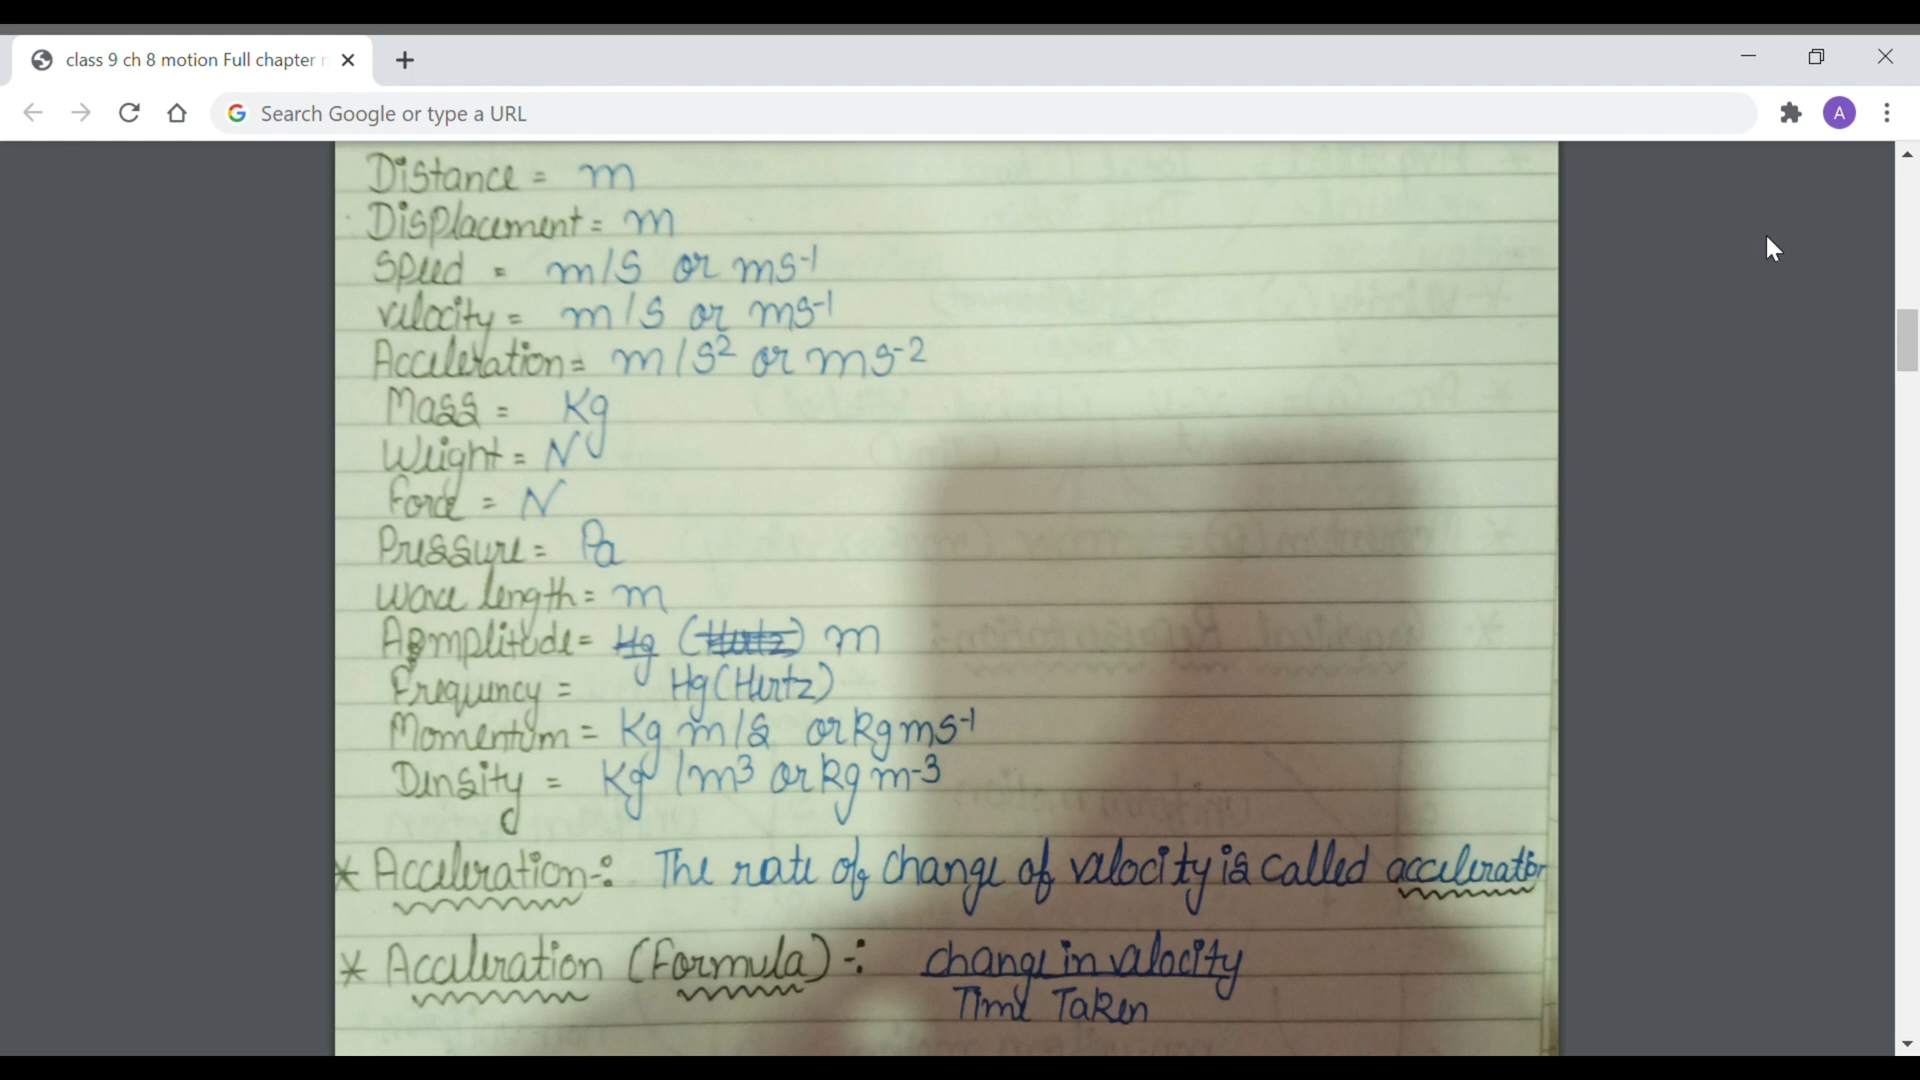 class 9 ch 8 motion Full chapter
Search Google or type a URL
A
Distance = m
Displacement = m
Speed = m/s or ms-1
velocity = m/s or ms-1
Acceleration = m/s2 or ms-2
Mass = Kg
Weight = N
Force = N
Pressure = Pa
Wave length = m
Amplitude = Hg (Hertz) m
Frequency = Hg (Hertz)
Momentum = Kg m/s or kg ms-1
Density = Kg/m3 or kg m-3
* Acceleration-: The rate of change of velocity is called acceleration
* Acceleration (Formula) -: change in velocity
Time Taken